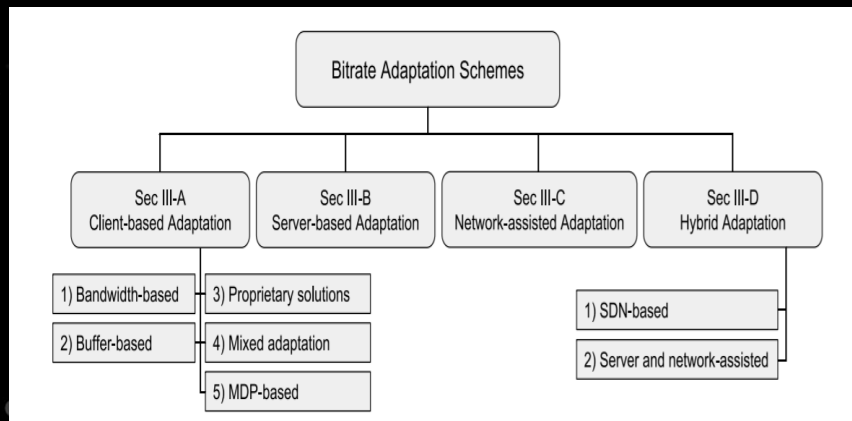 Bitrate Adaptation Schemes
Sec III-A
Client-based Adaptation
Sec III-B
Server-based Adaptation
Sec III-C
Network-assisted Adaptation
Sec III-D
Hybrid Adaptation
1) Bandwidth-based
2) Buffer-based
3) Proprietary solutions
4) Mixed adaptation
5) MDP-based
1) SDN-based
2) Server and network-assisted